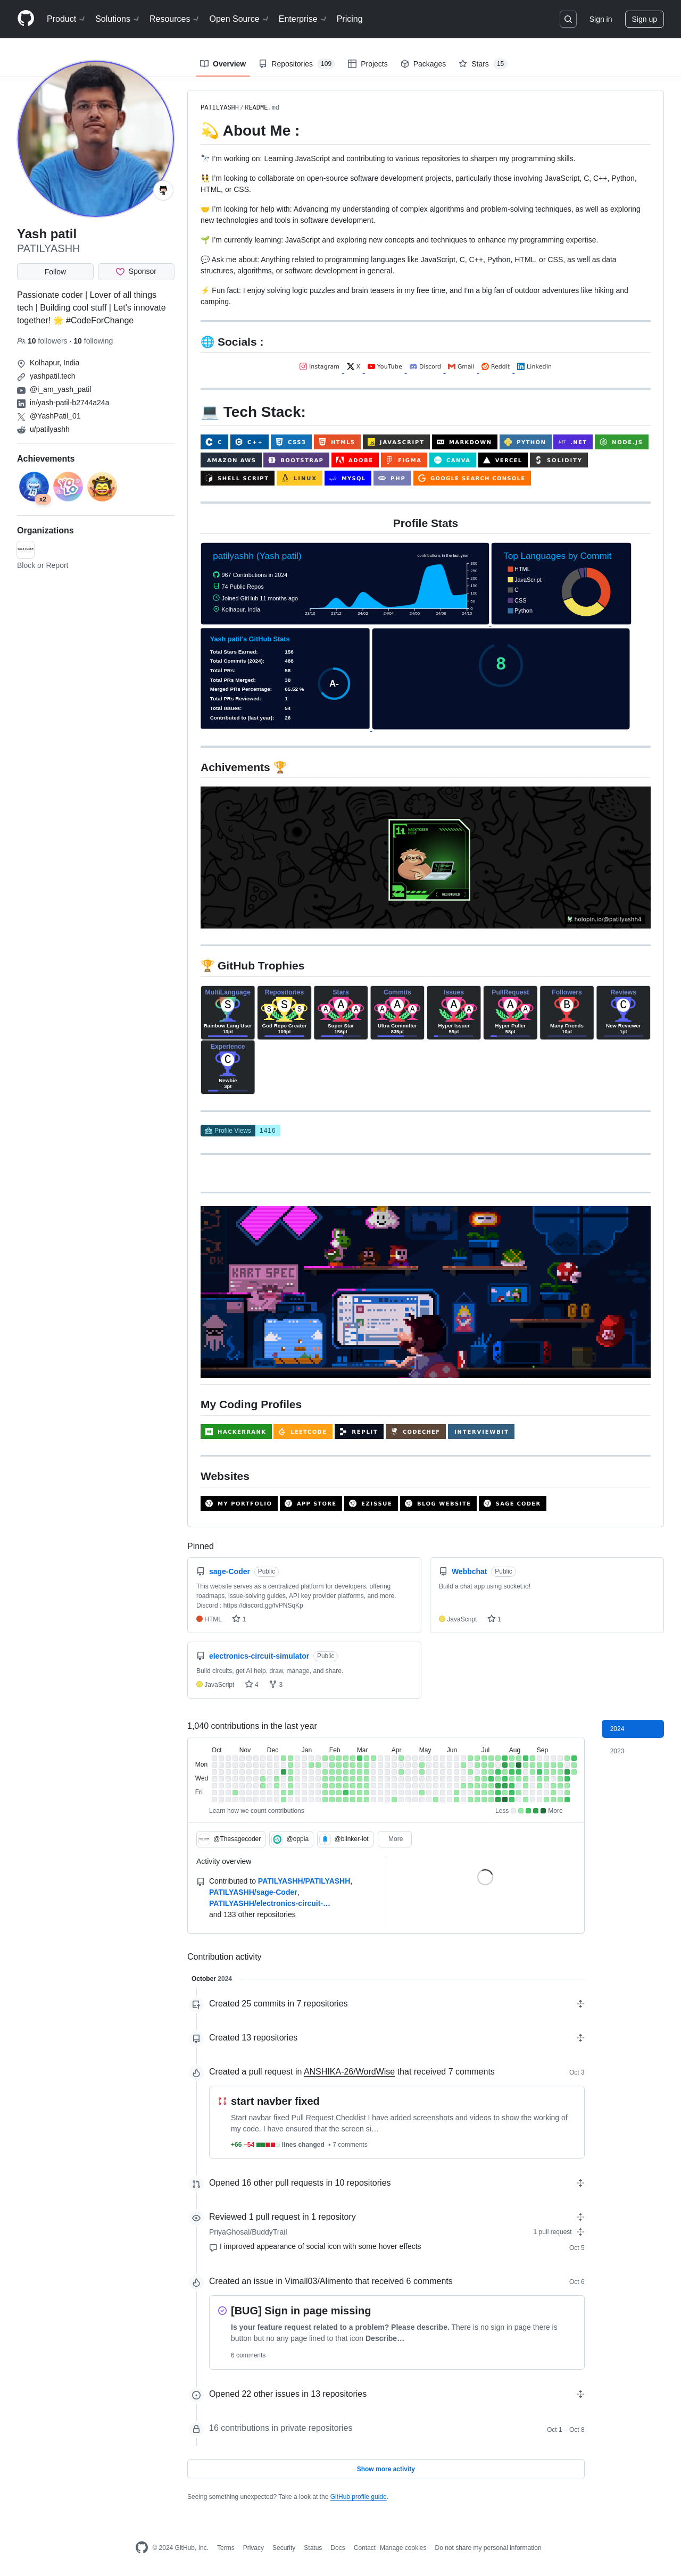 Product Solutions Resources Open Source Enterprise Pricing Sign in Sign up
Overview Repositories 109 Projects Packages Stars 15
Yash patil
PATILYASHH
Follow Sponsor
Passionate coder | Lover of all things
tech | Building cool stuff | Let's innovate
together! 🌟 #CodeForChange
10 followers · 10 following
Kolhapur, India
yashpatil.tech
@i_am_yash_patil
in/yash-patil-b2744a24a
@YashPatil_01
u/patilyashh
Achievements
x2
Organizations
Block or Report
PATILYASHH / README.md
💫 About Me :
🔭 I'm working on: Learning JavaScript and contributing to various repositories to sharpen my programming skills.
👯 I'm looking to collaborate on open-source software development projects, particularly those involving JavaScript, C, C++, Python,
HTML, or CSS.
🤝 I'm looking for help with: Advancing my understanding of complex algorithms and problem-solving techniques, as well as exploring
new technologies and tools in software development.
🌱 I'm currently learning: JavaScript and exploring new concepts and techniques to enhance my programming expertise.
💬 Ask me about: Anything related to programming languages like JavaScript, C, C++, Python, HTML, or CSS, as well as data
structures, algorithms, or software development in general.
⚡ Fun fact: I enjoy solving logic puzzles and brain teasers in my free time, and I'm a big fan of outdoor adventures like hiking and
camping.
🌐 Socials :
Instagram X YouTube Discord Gmail Reddit LinkedIn
💻 Tech Stack:
C C++ CSS3 HTML5 JAVASCRIPT MARKDOWN PYTHON .NET NODE.JS
AMAZON AWS BOOTSTRAP ADOBE FIGMA CANVA VERCEL SOLIDITY
SHELL SCRIPT LINUX MYSQL PHP GOOGLE SEARCH CONSOLE
Profile Stats
patilyashh (Yash patil)
contributions in the last year
967 Contributions in 2024
74 Public Repos
Joined GitHub 11 months ago
Kolhapur, India
300
250
200
150
100
50
0
23/10 23/12 24/02 24/04 24/06 24/08 24/10
Top Languages by Commit
HTML
JavaScript
C
CSS
Python
Yash patil's GitHub Stats
Total Stars Earned: 156
Total Commits (2024): 488
Total PRs: 58
Total PRs Merged: 38
Merged PRs Percentage: 65.52 %
Total PRs Reviewed: 1
Total Issues: 54
Contributed to (last year): 26
A-
8
Achivements 🏆
HACKTOBER
FEST
holopin.io/@patilyashh4
🏆 GitHub Trophies
MultiLanguage Repositories Stars Commits Issues PullRequest Followers Reviews
S S S S A A A A A A A A A B C
Rainbow Lang User God Repo Creator Super Star Ultra Committer Hyper Issuer Hyper Puller Many Friends New Reviewer
13pt 109pt 156pt 835pt 55pt 58pt 10pt 1pt
Experience
C
Newbie
3pt
Profile Views 1416
KART SPEC
My Coding Profiles
HACKERRANK LEETCODE REPLIT CODECHEF INTERVIEWBIT
Websites
MY PORTFOLIO APP STORE EZISSUE BLOG WEBSITE SAGE CODER
Pinned
sage-Coder Public
This website serves as a centralized platform for developers, offering
roadmaps, issue-solving guides, API key provider platforms, and more.
Discord : https://discord.gg/fvPNSqKp
HTML 1
Webbchat Public
Build a chat app using socket.io!
JavaScript 1
electronics-circuit-simulator Public
Build circuits, get AI help, draw, manage, and share.
JavaScript 4 3
1,040 contributions in the last year
2024
2023
Oct Nov Dec Jan Feb Mar Apr May Jun Jul Aug Sep
Mon
Wed
Fri
Learn how we count contributions Less More
@Thesagecoder @oppia @blinker-iot More
Activity overview
Contributed to PATILYASHH/PATILYASHH,
PATILYASHH/sage-Coder,
PATILYASHH/electronics-circuit-…
and 133 other repositories
Contribution activity
October 2024
Created 25 commits in 7 repositories
Created 13 repositories
Created a pull request in ANSHIKA-26/WordWise that received 7 comments Oct 3
start navber fixed
Start navbar fixed Pull Request Checklist I have added screenshots and videos to show the working of
my code. I have ensured that the screen si…
+66 −54 lines changed • 7 comments
Opened 16 other pull requests in 10 repositories
Reviewed 1 pull request in 1 repository
PriyaGhosal/BuddyTrail 1 pull request
I improved appearance of social icon with some hover effects Oct 5
Created an issue in Vimall03/Alimento that received 6 comments Oct 6
[BUG] Sign in page missing
Is your feature request related to a problem? Please describe. There is no sign in page there is
button but no any page lined to that icon Describe…
6 comments
Opened 22 other issues in 13 repositories
16 contributions in private repositories Oct 1 – Oct 8
Show more activity
Seeing something unexpected? Take a look at the GitHub profile guide.
© 2024 GitHub, Inc. Terms Privacy Security Status Docs Contact Manage cookies Do not share my personal information